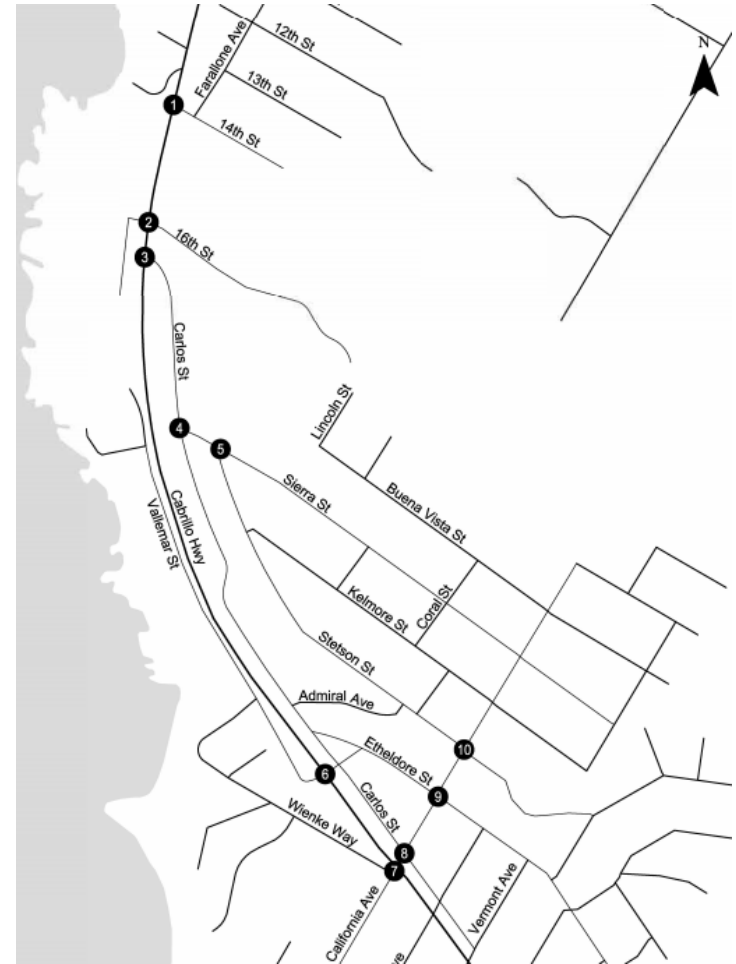 12th St
N
Farallone Ave
13th St
1
14th St
2
16th St
3
Carlos St
Lincoln St
4
5
Sierra St
Buena Vista St
Cabrillo Hwy
Vallemar St
Kelmore St
Coral St
Stetson St
Admiral Ave
10
Etheldore St
6
9
Carlos St
Wienke Way
8
7
Vermont Ave
California Ave
ve